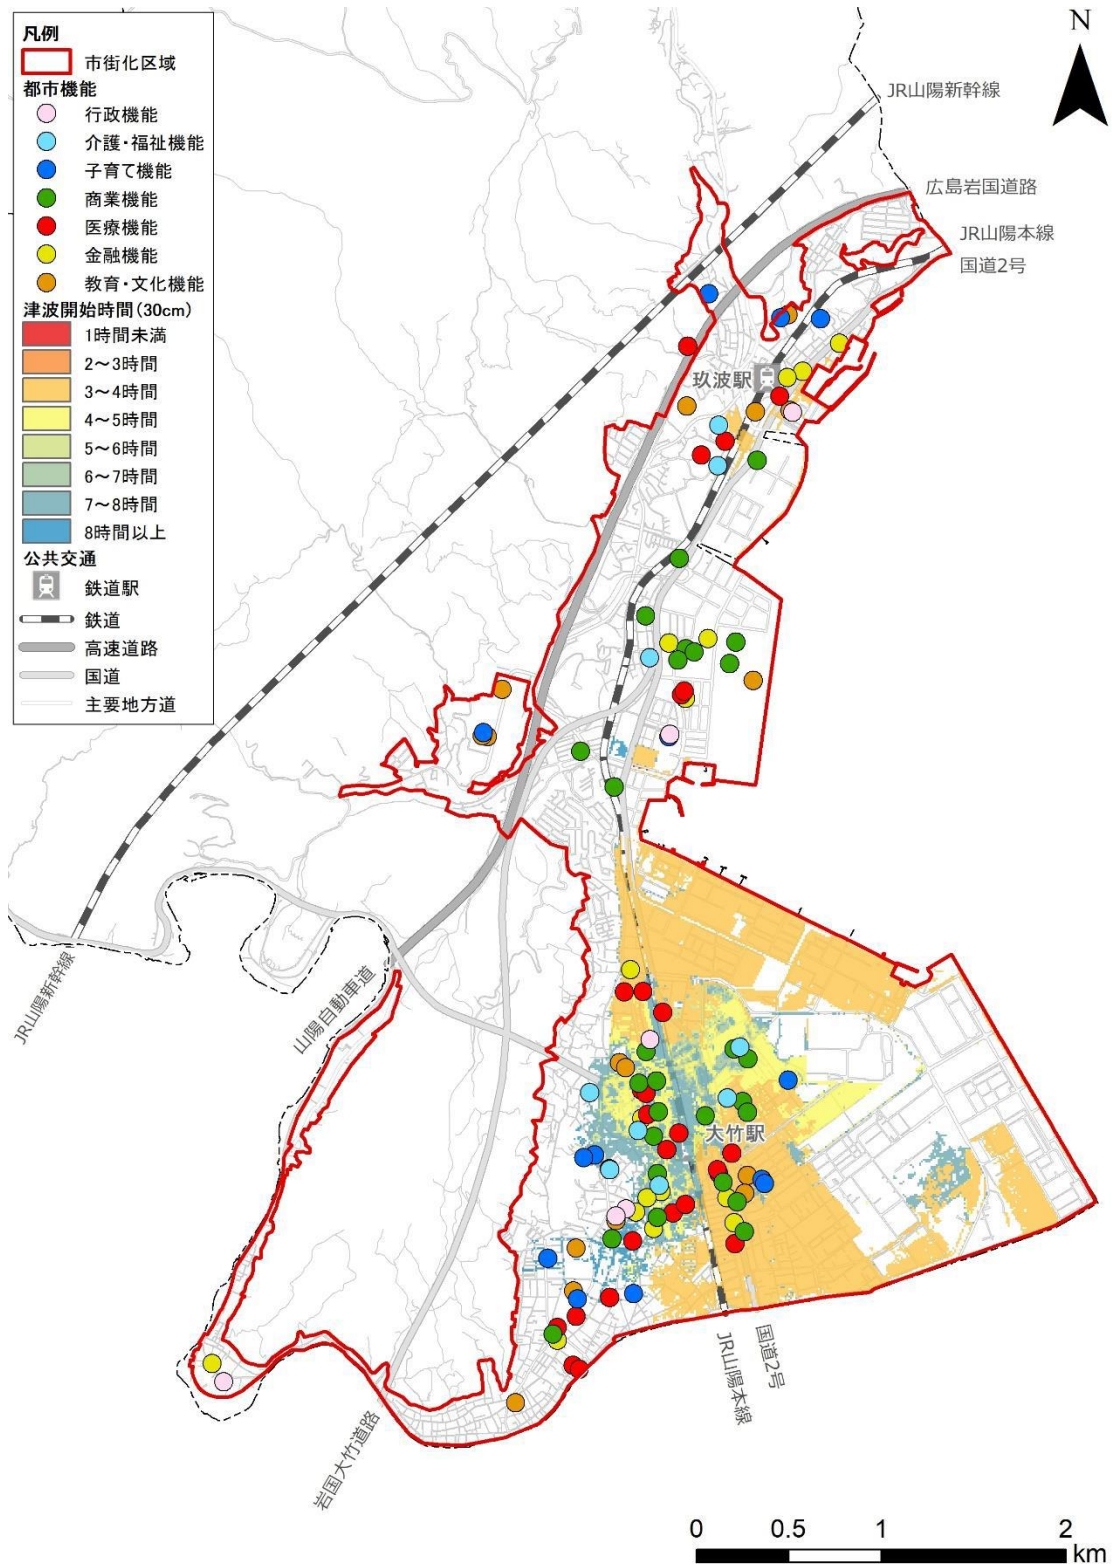 凡例
市街化区域
都市機能
行政機能
介護・福祉機能
子育て機能
商業機能
医療機能
金融機能
教育・文化機能
津波開始時間(30cm)
1時間未満
2～3時間
3～4時間
4～5時間
5～6時間
6～7時間
7～8時間
8時間以上
公共交通
鉄道駅
鉄道
高速道路
国道
主要地方道
N
JR山陽新幹線
広島岩国道路
JR山陽本線
国道2号
玖波駅
JR山陽新幹線
山陽自動車道
大竹駅
岩国大竹道路
JR山陽本線
国道2号
0 0.5 1 2
km